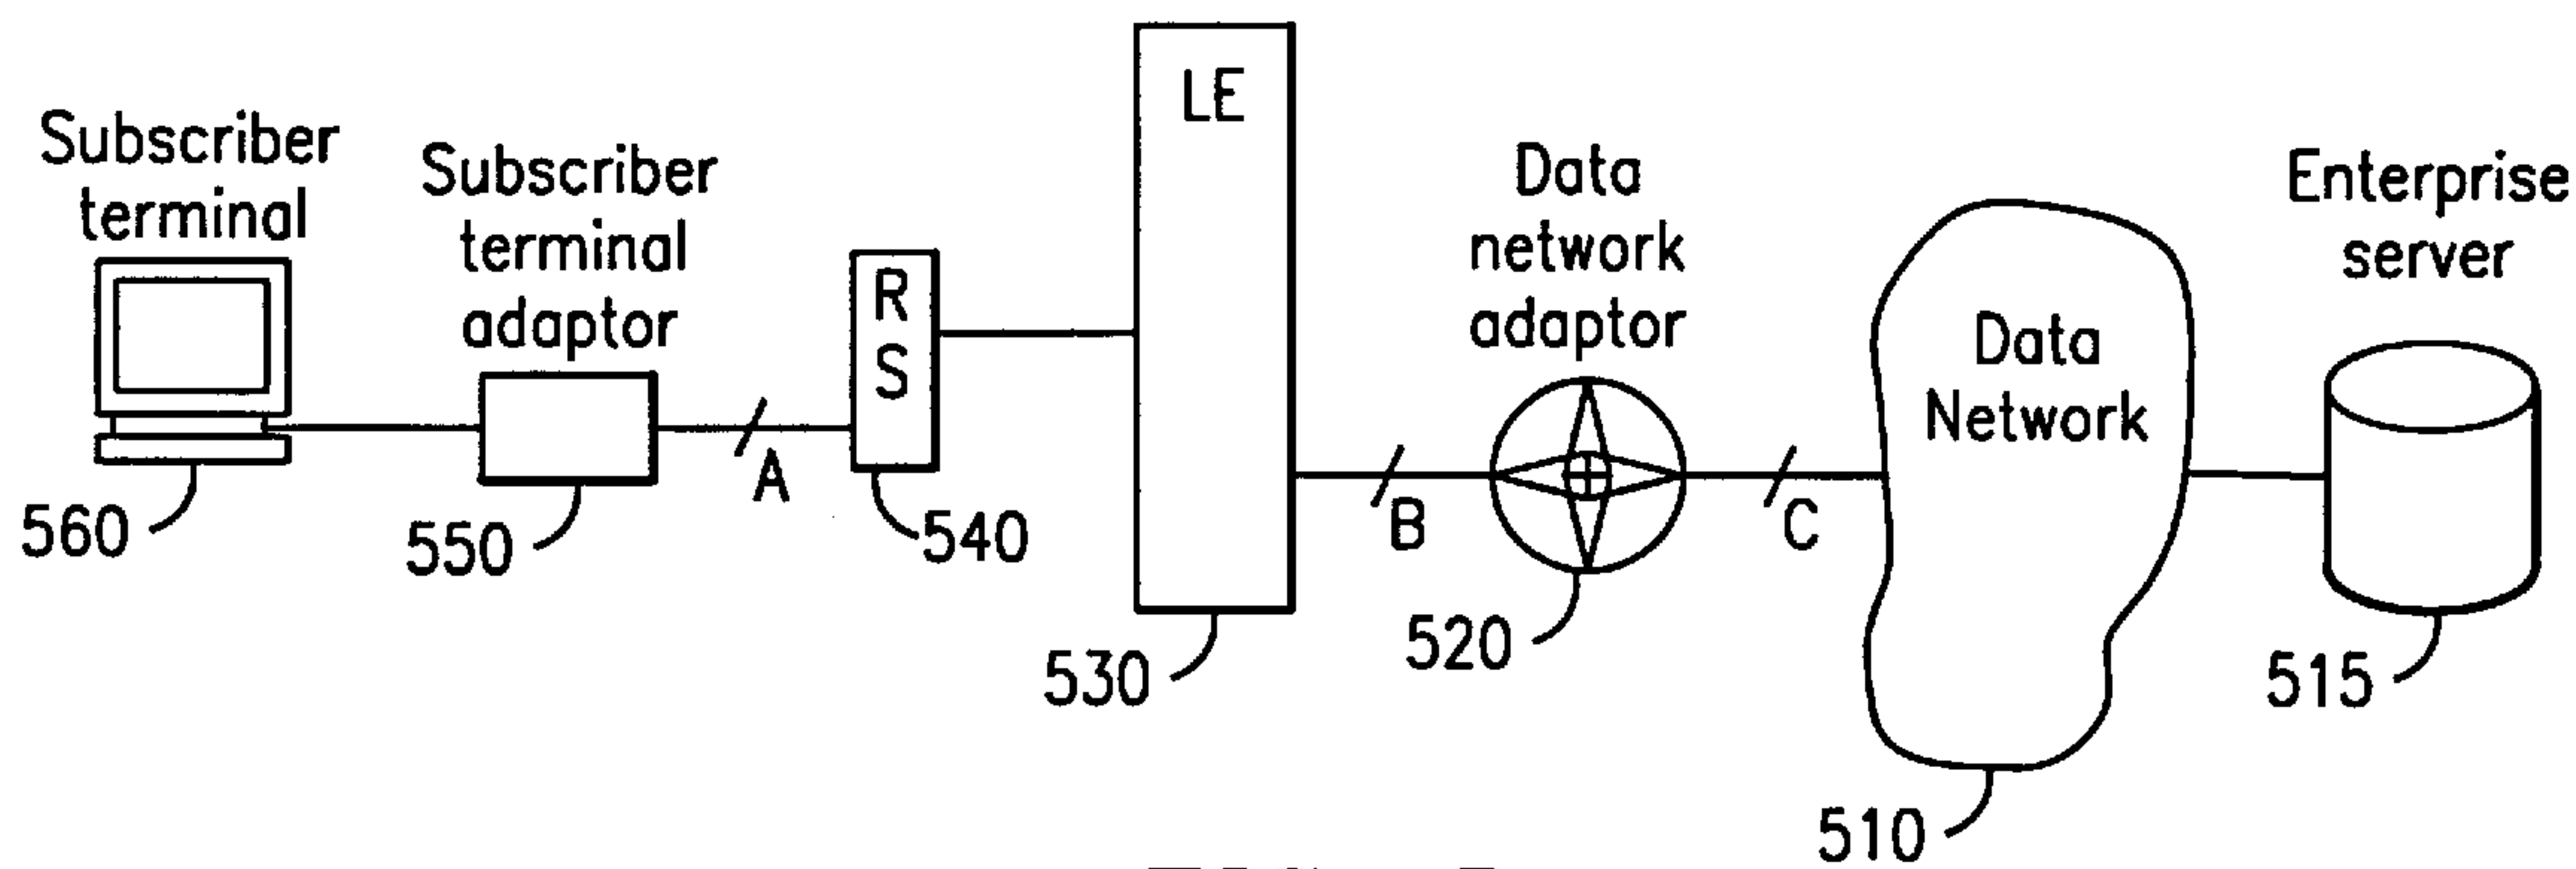 Subscriber
terminal
560
Subscriber
terminal
adaptor
550
A
R
S
540
LE
530
B
Data
network
adaptor
520
C
Data
Network
510
Enterprise
server
515